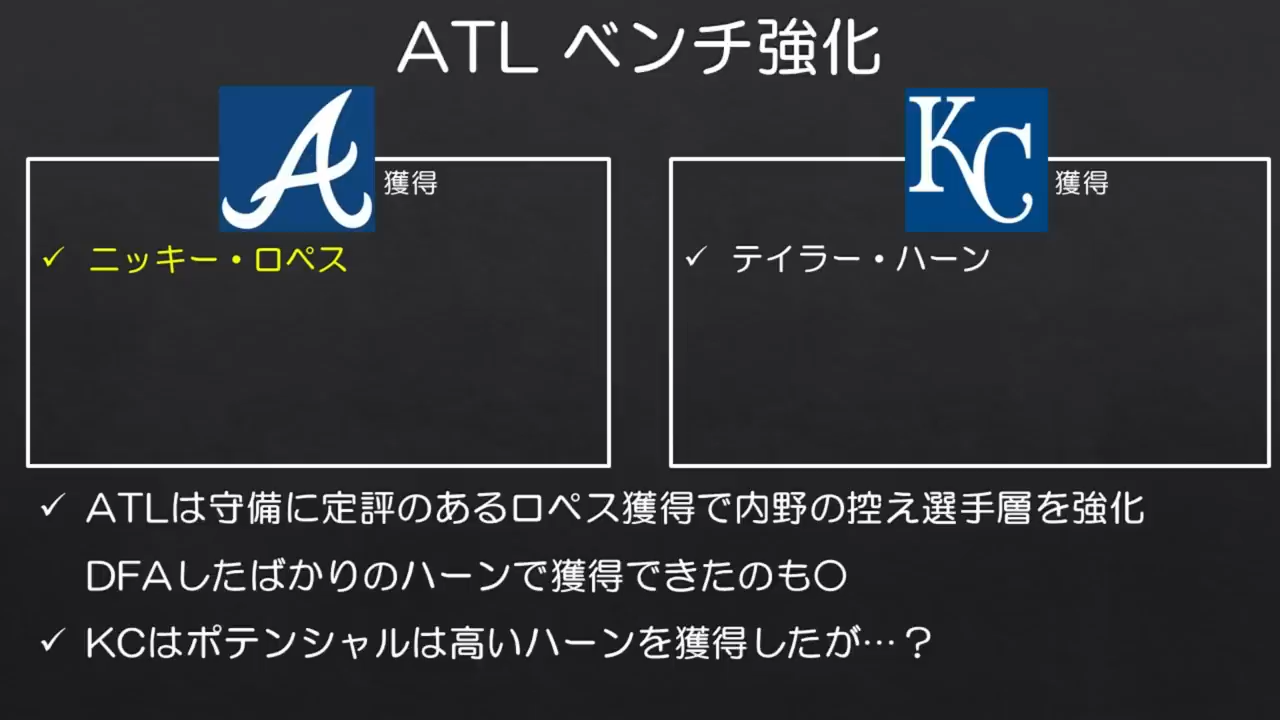 ATL ベンチ強化
A
獲得
KC
獲得
✓ ニッキー・ロペス
✓ テイラー・ハーン
✓ ATLは守備に定評のあるロペス獲得で内野の控え選手層を強化
DFAしたばかりのハーンで獲得できたのも〇
✓ KCはポテンシャルは高いハーンを獲得したが…？